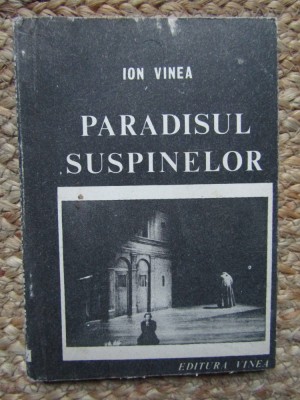 ION VINEA
PARADISUL
SUSPINELOR
EDITURA VINEA